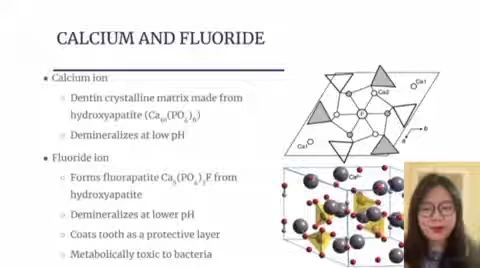 CALCIUM AND FLUORIDE
Calcium ion
Dentin crystalline matrix made from
hydroxyapatite (Ca₁₀(PO₄)₆)
Demineralizes at low pH
Fluoride ion
Forms fluorapatite Ca₅(PO₄)₃F from
hydroxyapatite
Demineralizes at lower pH
Coats tooth as a protective layer
Metabolically toxic to bacteria
Ca1
Ca2
F
b
a
Ca1